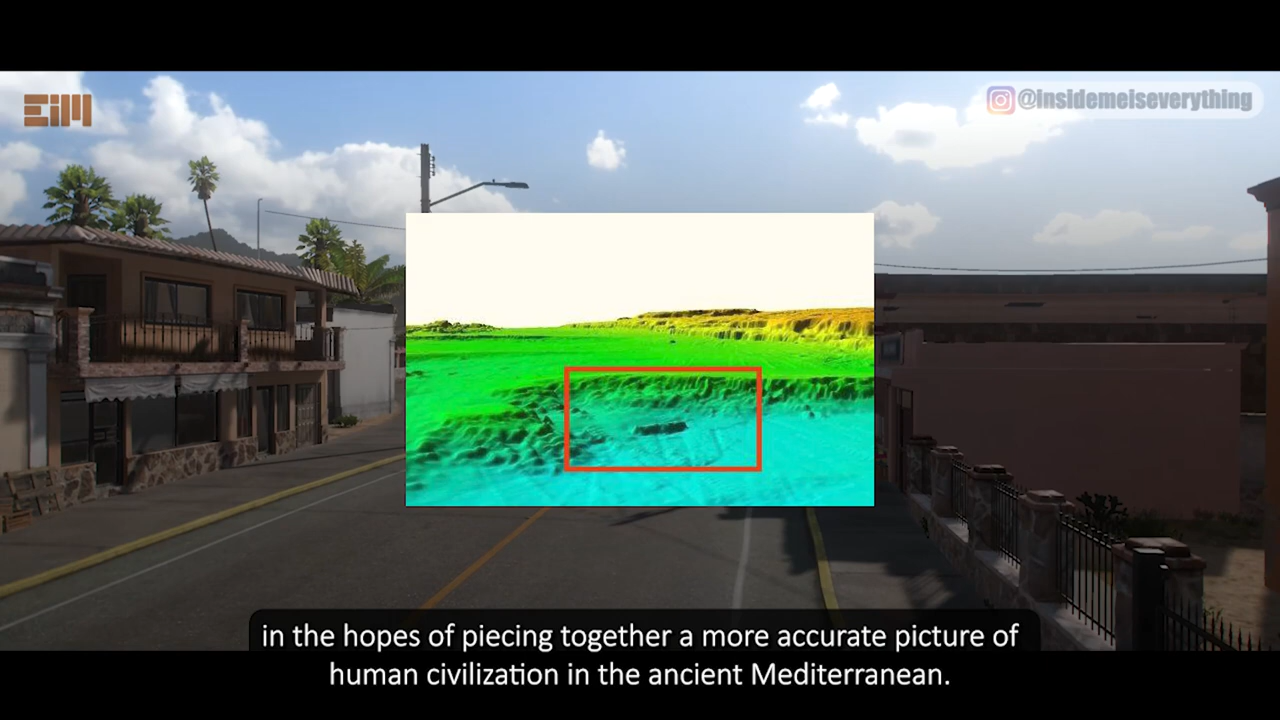 EIM
@insidemeiseverything
in the hopes of piecing together a more accurate picture of
human civilization in the ancient Mediterranean.